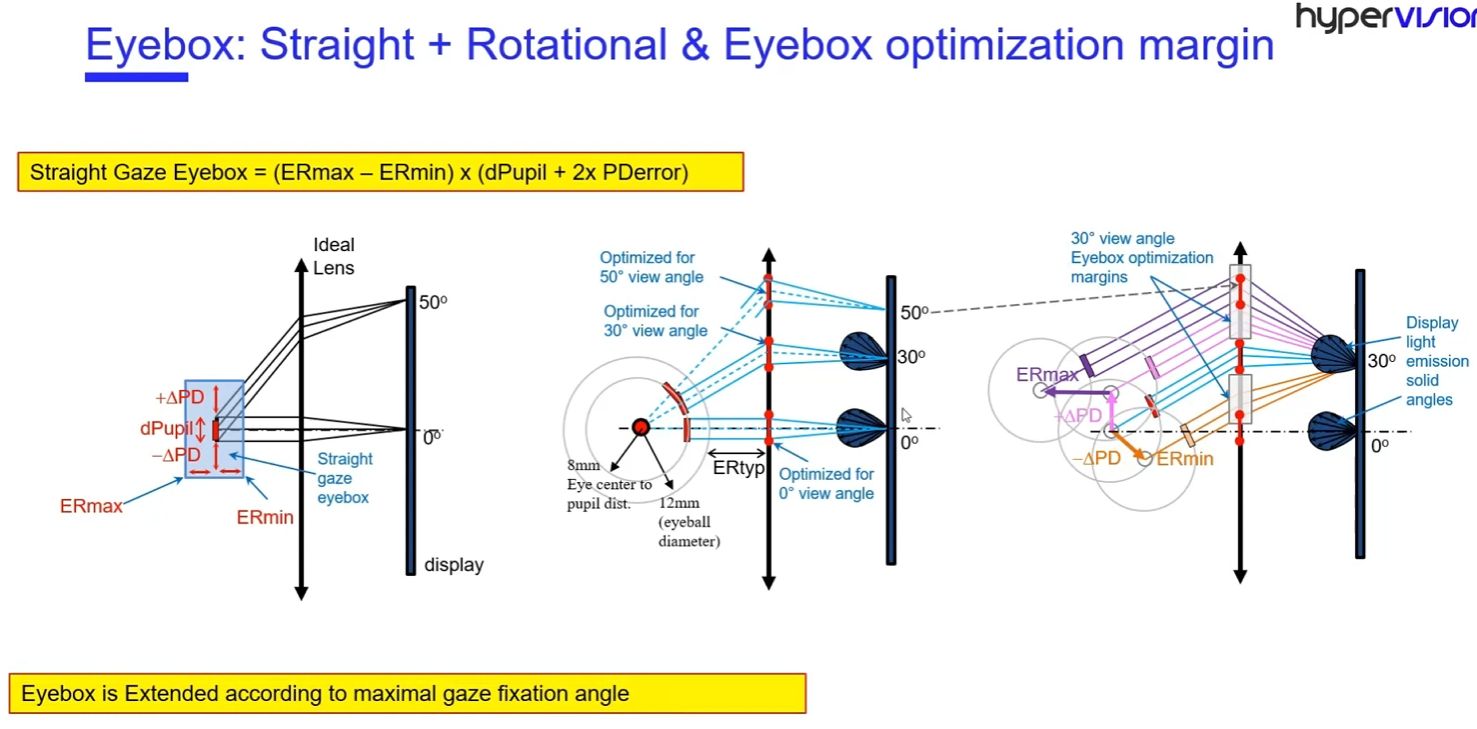 hypervision
Eyebox: Straight + Rotational & Eyebox optimization margin
Straight Gaze Eyebox = (ERmax – ERmin) x (dPupil + 2x PDerror)
Ideal
Lens
50º
+ΔPD
dPupil
−ΔPD
0º
Straight
gaze
eyebox
ERmax
ERmin
display
Optimized for
50° view angle
Optimized for
30° view angle
50º
30º
0º
8mm
Eye center to
pupil dist.
12mm
(eyeball
diameter)
ERtyp
Optimized for
0° view angle
30° view angle
Eyebox optimization
margins
ERmax
+ΔPD
−ΔPD
ERmin
30º
0º
Display
light
emission
solid
angles
Eyebox is Extended according to maximal gaze fixation angle